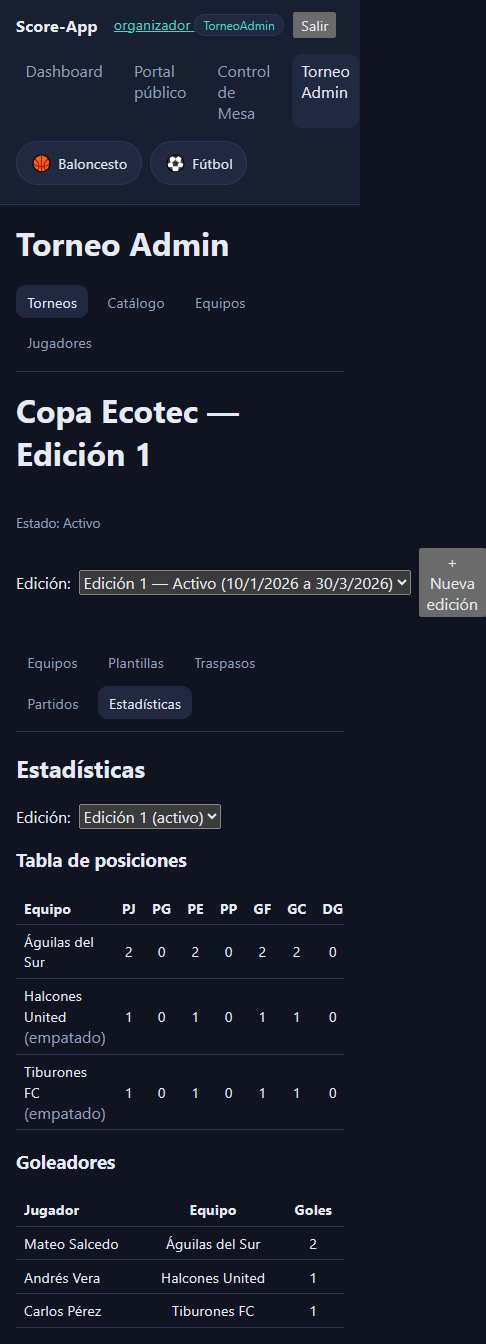 Score-App organizador TorneoAdmin Salir
Dashboard Portal público Control de Mesa Torneo Admin
Baloncesto Fútbol
Torneo Admin
Torneos Catálogo Equipos
Jugadores
Copa Ecotec —
Edición 1
Estado: Activo
Edición: Edición 1 — Activo (10/1/2026 a 30/3/2026) + Nueva edición
Equipos Plantillas Traspasos
Partidos Estadísticas
Estadísticas
Edición: Edición 1 (activo)
Tabla de posiciones
Equipo PJ PG PE PP GF GC DG
Águilas del Sur 2 0 2 0 2 2 0
Halcones United (empatado) 1 0 1 0 1 1 0
Tiburones FC (empatado) 1 0 1 0 1 1 0
Goleadores
Jugador Equipo Goles
Mateo Salcedo Águilas del Sur 2
Andrés Vera Halcones United 1
Carlos Pérez Tiburones FC 1